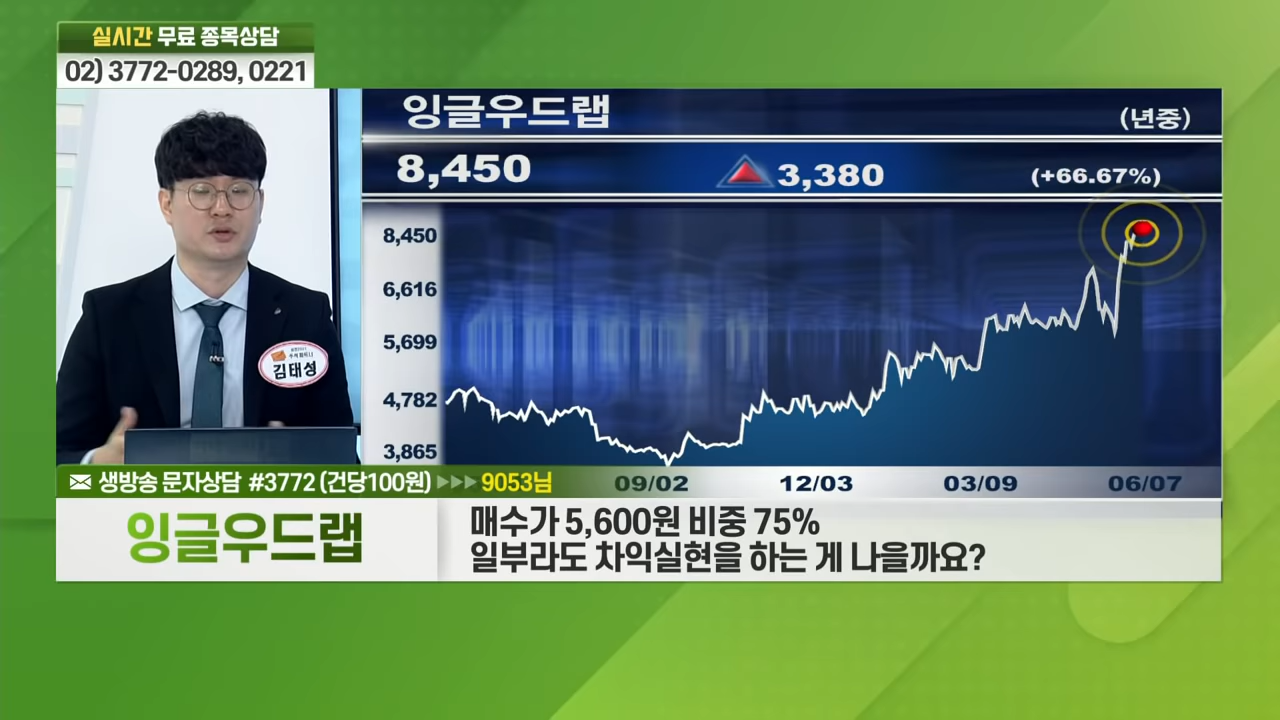 실시간 무료 종목상담
02) 3772-0289, 0221
잉글우드랩
(년중)
8,450
3,380
(+66.67%)
8,450
6,616
5,699
4,782
3,865
09/02
12/03
03/09
06/07
김태성
생방송 문자상담 #3772 (건당100원) ▶▶▶ 9053님
잉글우드랩
매수가 5,600원 비중 75%
일부라도 차익실현을 하는 게 나을까요?